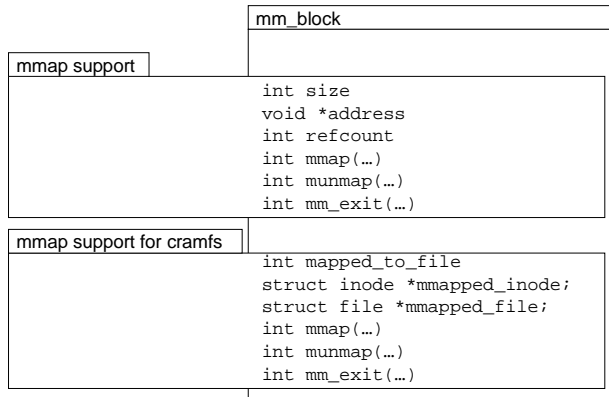 mm_block
mmap support
int size
void *address
int refcount
int mmap(…)
int munmap(…)
int mm_exit(…)
mmap support for cramfs
int mapped_to_file
struct inode *mmapped_inode;
struct file *mmapped_file;
int mmap(…)
int munmap(…)
int mm_exit(…)